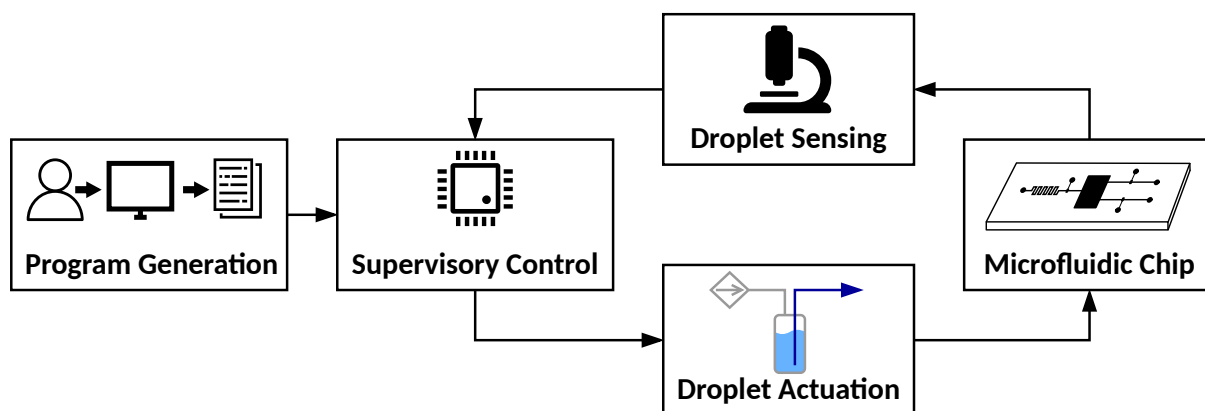 Droplet Sensing
Program Generation
Supervisory Control
Microfluidic Chip
Droplet Actuation